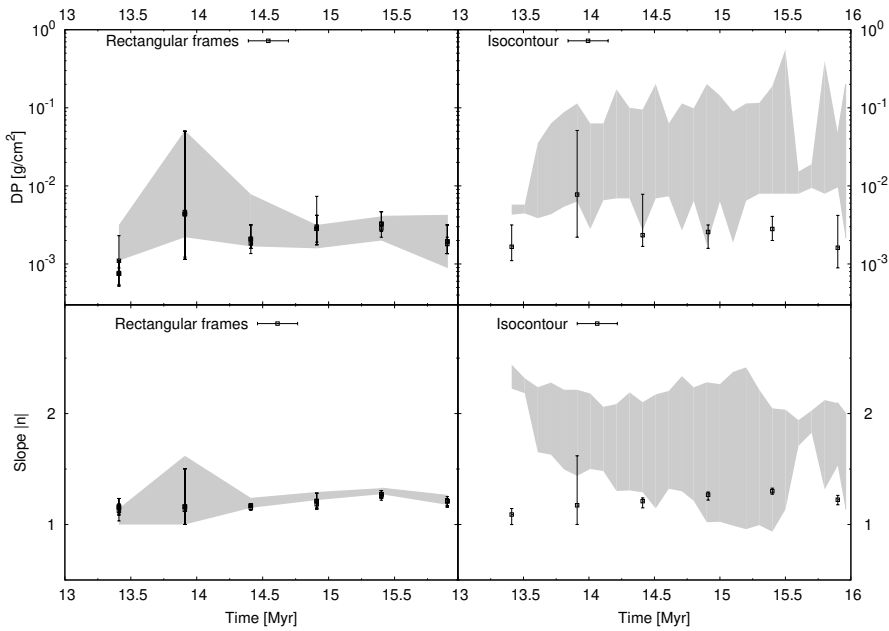 13 13.5 14 14.5 15 15.5 13 13.5 14 14.5 15 15.5 16
Rectangular frames
Isocontour
10^0 10^0
10^-1 10^-1
10^-2 10^-2
10^-3 10^-3
DP [g/cm^2]
Rectangular frames
Isocontour
2 2
1 1
Slope |n|
13 13.5 14 14.5 15 15.5 13 13.5 14 14.5 15 15.5 16
Time [Myr] Time [Myr]